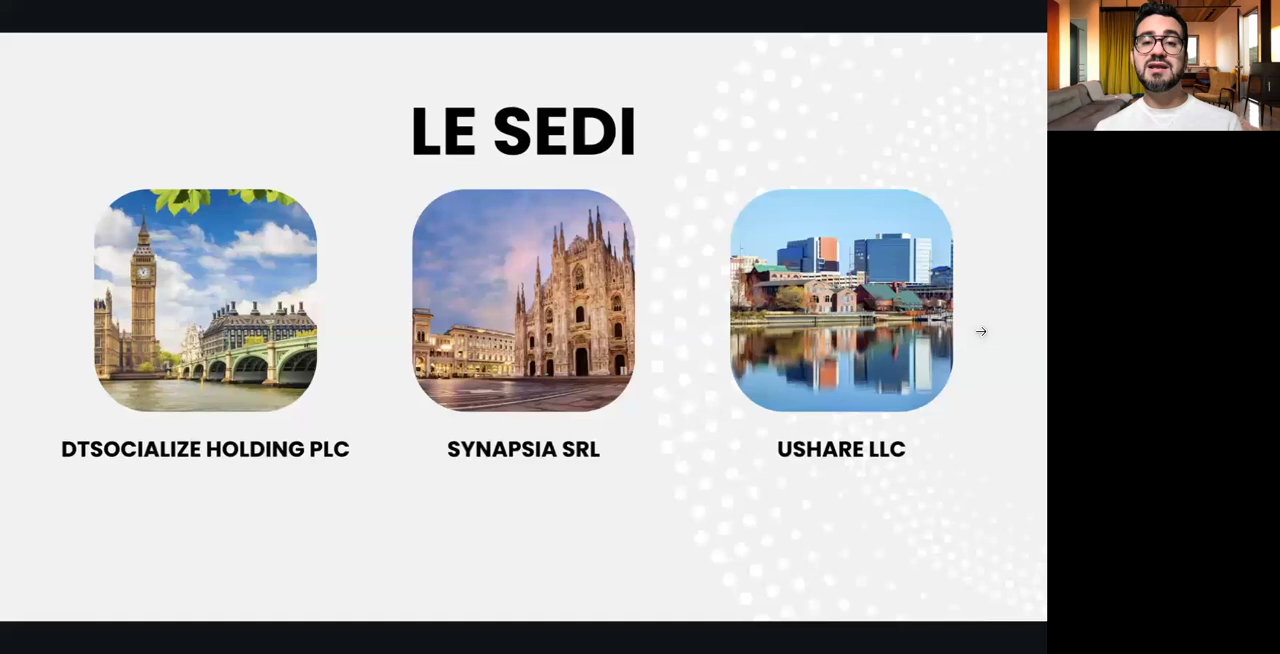 LE SEDI
DTSOCIALIZE HOLDING PLC
SYNAPSIA SRL
USHARE LLC